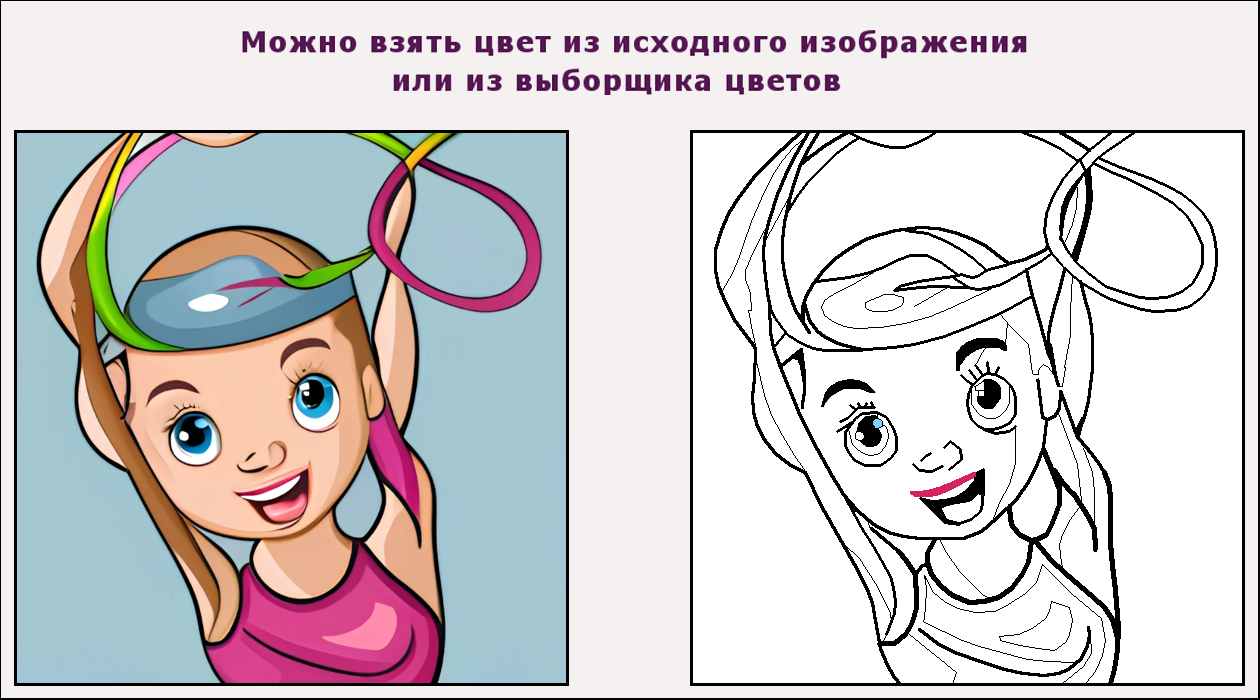 Можно взять цвет из исходного изображения
или из выборщика цветов